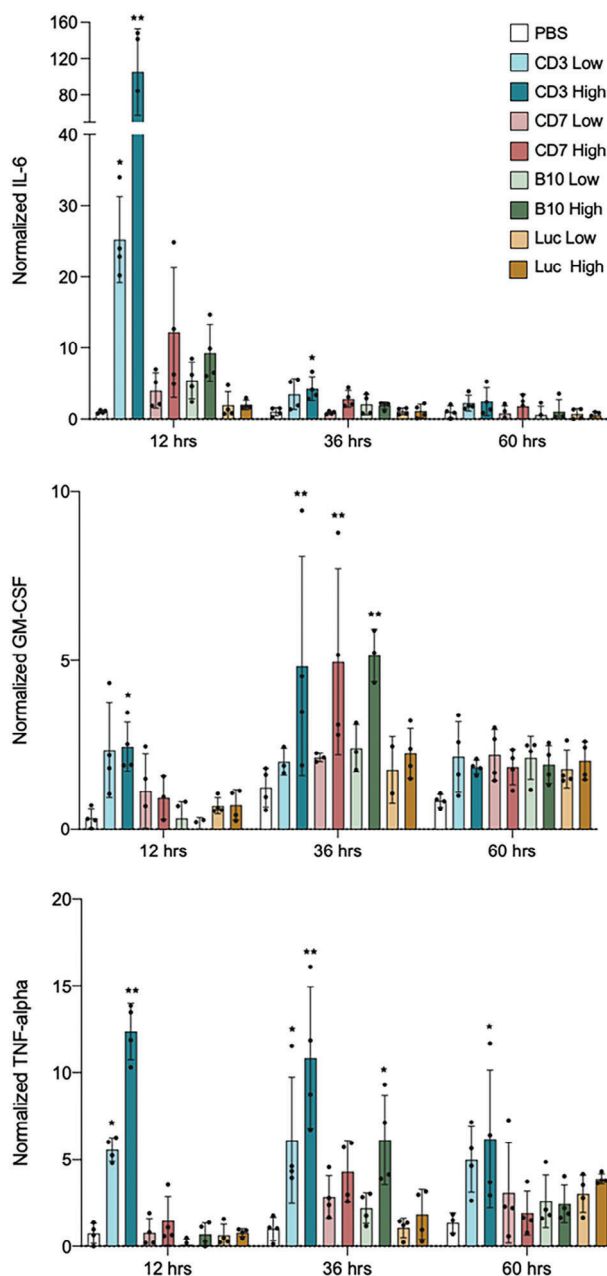 Normalized IL-6
160
140
120
100
80
60
40
30
20
10
0
**
*
*
PBS
CD3 Low
CD3 High
CD7 Low
CD7 High
B10 Low
B10 High
Luc Low
Luc High
12 hrs
36 hrs
60 hrs
Normalized GM-CSF
10
5
0
*
**
**
**
12 hrs
36 hrs
60 hrs
Normalized TNF-alpha
20
15
10
5
0
*
**
*
**
*
*
12 hrs
36 hrs
60 hrs